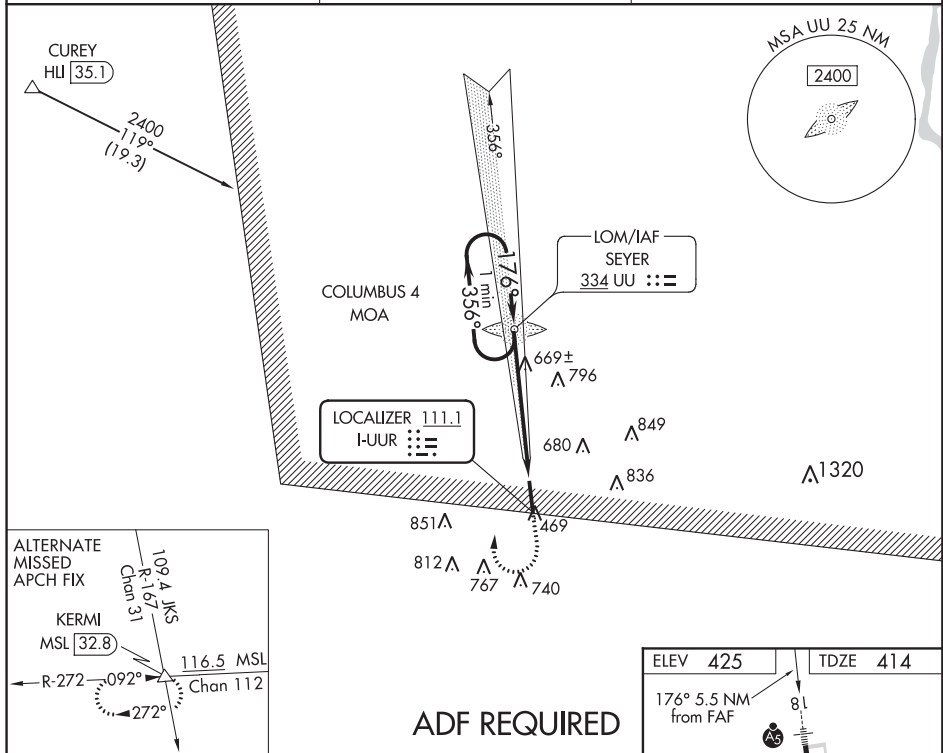 CUREY
HLI 35.1
2400
119°
(19.3)
MSA UU 25 NM
2400
356°
LOM/IAF
SEYER
334 UU
176°
1 min
356°
COLUMBUS 4
MOA
669±
796
LOCALIZER 111.1
I-UUR
680
849
836
1320
851
469
812
767
740
ALTERNATE
MISSED
APCH FIX
109.4 JKS
R-167
Chan 31
KERMI
MSL 32.8
116.5 MSL
Chan 112
R-272
092°
272°
ADF REQUIRED
ELEV 425
TDZE 414
176° 5.5 NM
from FAF
18
A5